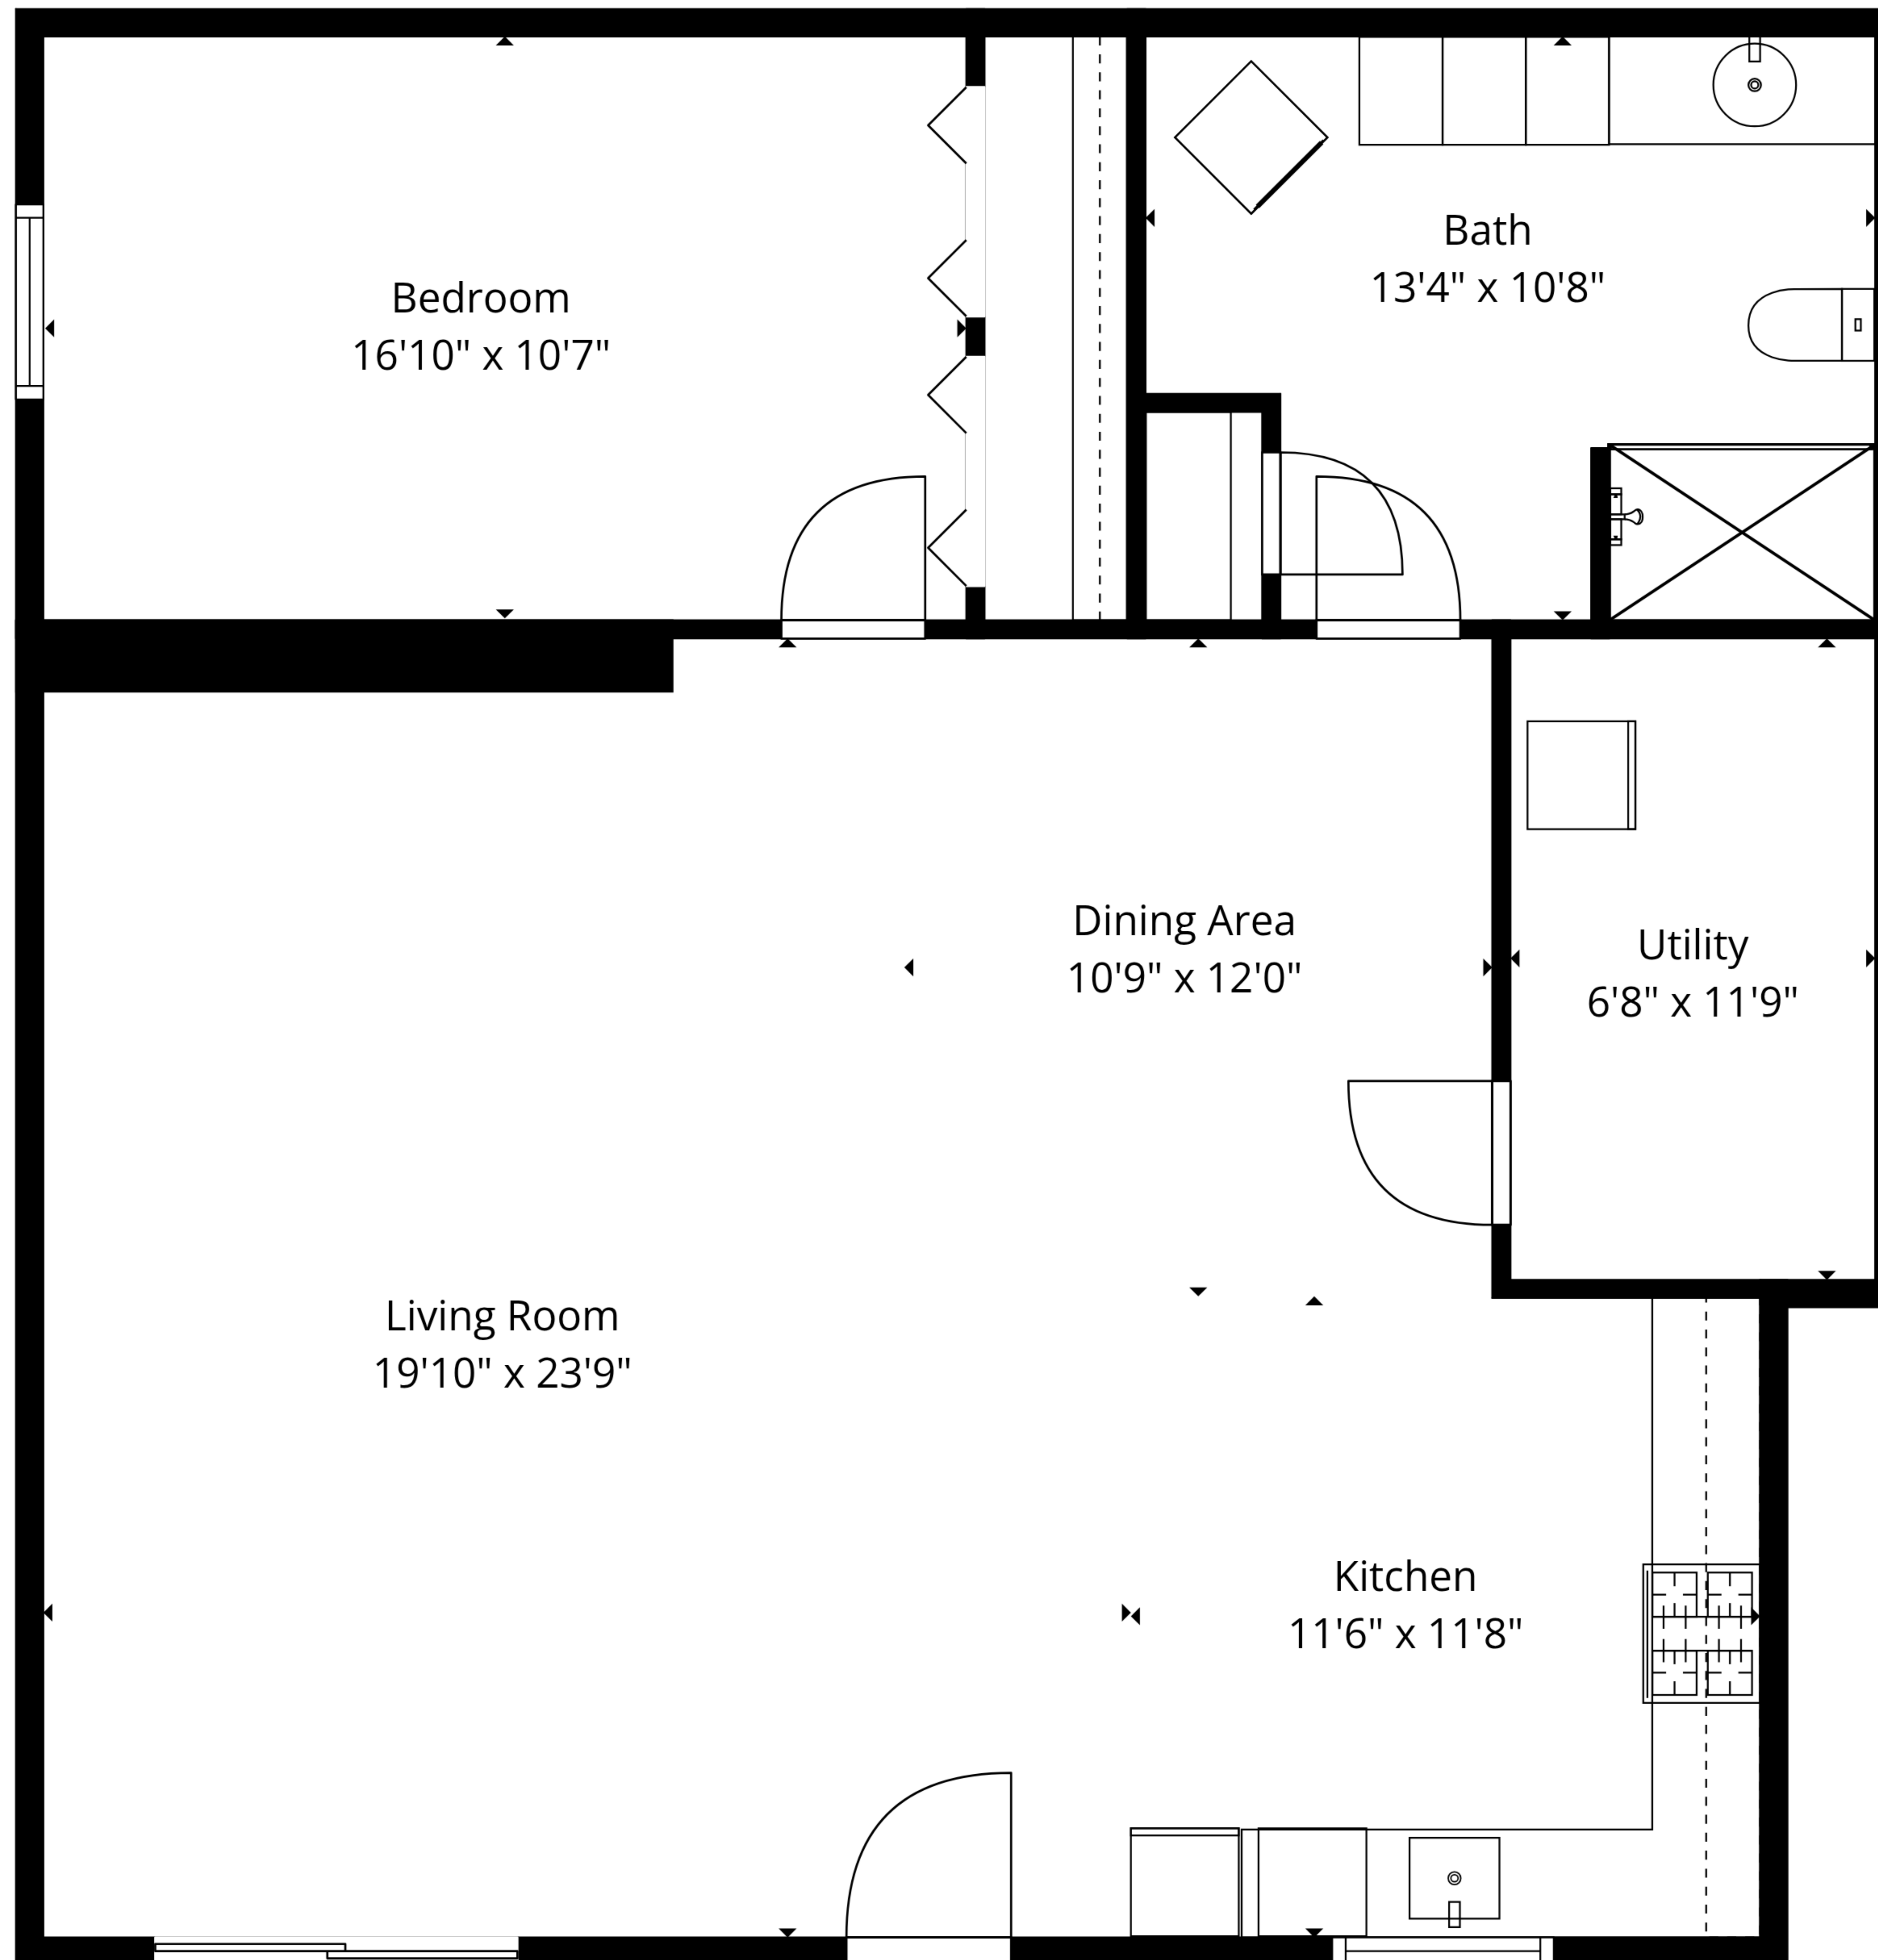 Bedroom
16'10" x 10'7"
Bath
13'4" x 10'8"
Dining Area
10'9" x 12'0"
Utility
6'8" x 11'9"
Living Room
19'10" x 23'9"
Kitchen
11'6" x 11'8"